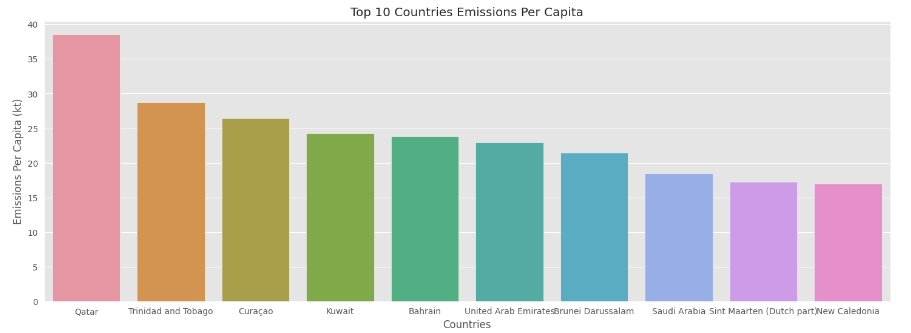 Top 10 Countries Emissions Per Capita
Emissions Per Capita (kt)
40
35
30
25
20
15
10
5
0
Qatar
Trinidad and Tobago
Curaçao
Kuwait
Bahrain
United Arab Emirates
Brunei Darussalam
Saudi Arabia
Sint Maarten (Dutch part)
New Caledonia
Countries